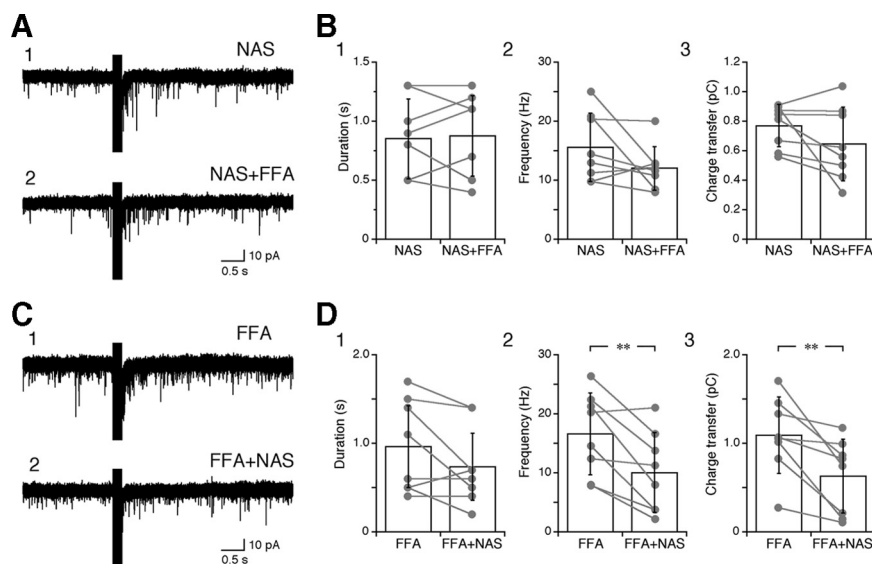 A
1
NAS
2
NAS+FFA
10 pA
0.5 s
B
1
Duration (s)
1.5
1.0
0.5
0
NAS NAS+FFA
2
Frequency (Hz)
30
20
10
0
NAS NAS+FFA
3
Charge transfer (pC)
1.2
1.0
0.8
0.6
0.4
0.2
0
NAS NAS+FFA
C
1
FFA
2
FFA+NAS
10 pA
0.5 s
D
1
Duration (s)
2.0
1.5
1.0
0.5
0
FFA FFA+NAS
2
**
Frequency (Hz)
30
20
10
0
FFA FFA+NAS
3
**
Charge transfer (pC)
2.0
1.0
0
FFA FFA+NAS